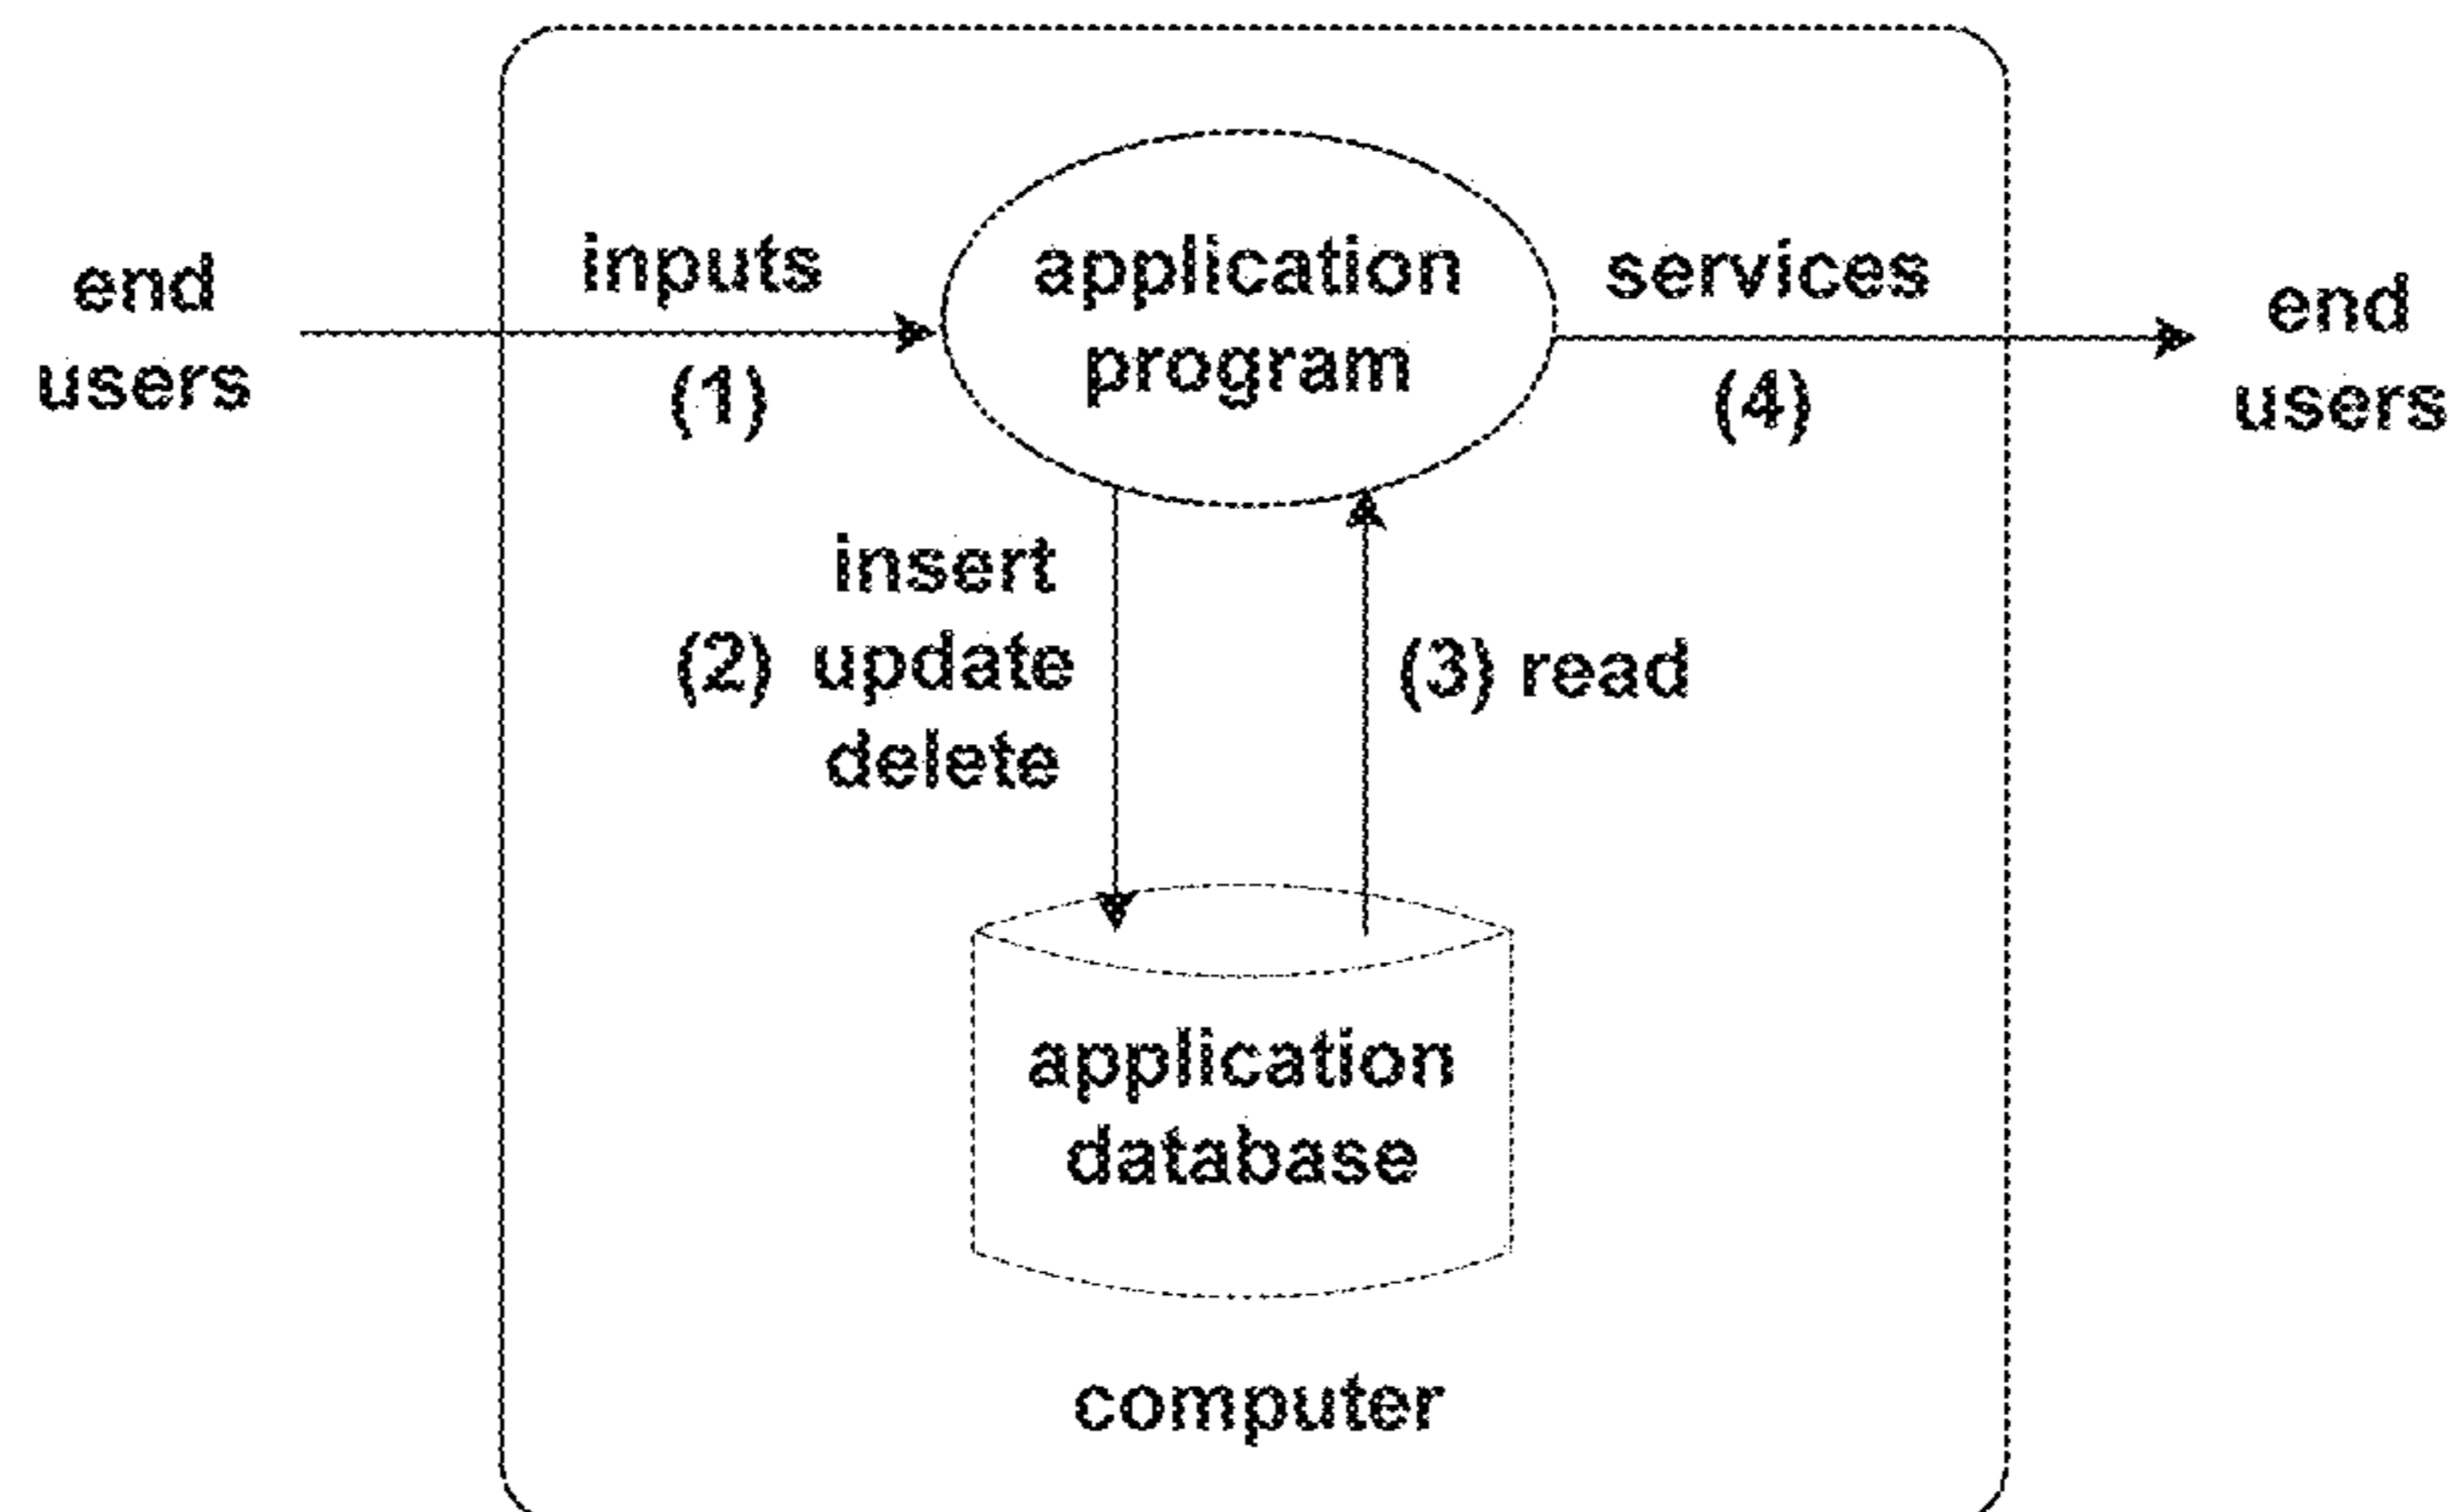 end
users
inputs
(1)
application
program
services
(4)
end
users
insert
(2) update
delete
(3) read
application
database
computer